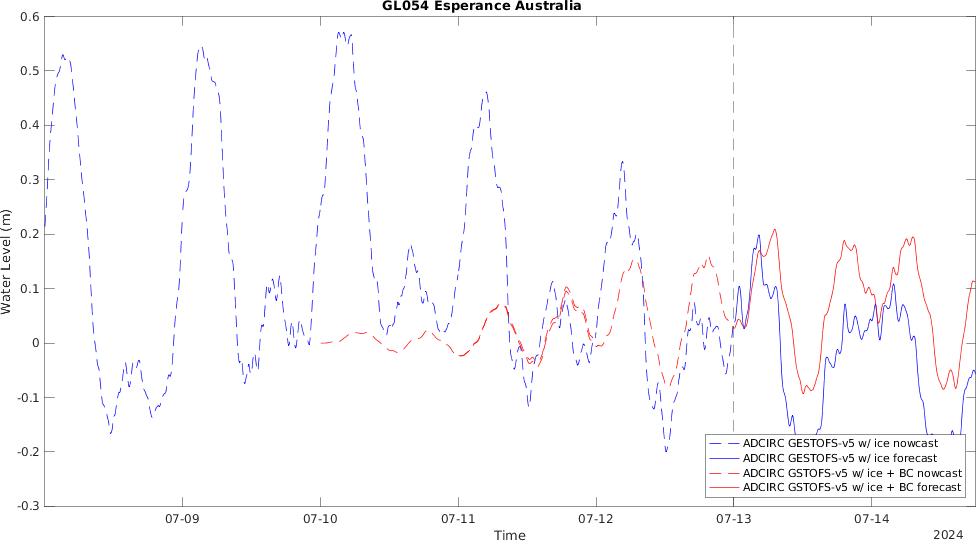 GL054 Esperance Australia
Water Level (m)
0.6
0.5
0.4
0.3
0.2
0.1
0
-0.1
-0.2
-0.3
ADCIRC GESTOFS-v5 w/ ice nowcast
ADCIRC GESTOFS-v5 w/ ice forecast
ADCIRC GSTOFS-v5 w/ ice + BC nowcast
ADCIRC GSTOFS-v5 w/ ice + BC forecast
07-09 07-10 07-11 07-12 07-13 07-14
Time
2024